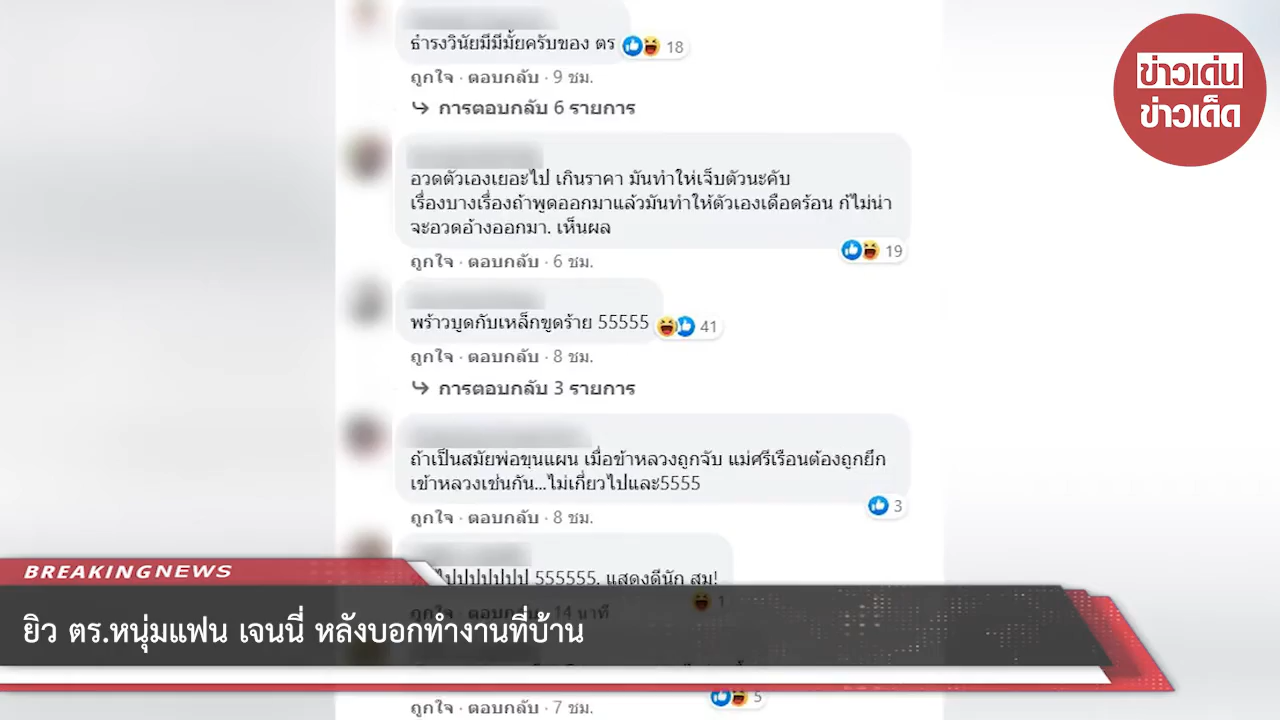 ข่าวเด่น
ข่าวเด็ด
ธำรงวินัยมีมีมั้ยครับของ ตร
18
ถูกใจ · ตอบกลับ · 9 ชม.
การตอบกลับ 6 รายการ
อวดตัวเองเยอะไป เกินราคา มันทำให้เจ็บตัวนะคับ
เรื่องบางเรื่องถ้าพูดออกมาแล้วมันทำให้ตัวเองเดือดร้อน ก้ไม่น่า
จะอวดอ้างออกมา. เห็นผล
19
ถูกใจ · ตอบกลับ · 6 ชม.
พร้าวบูดกับเหล็กขูดร้าย 55555
41
ถูกใจ · ตอบกลับ · 8 ชม.
การตอบกลับ 3 รายการ
ถ้าเป็นสมัยพ่อขุนแผน เมื่อข้าหลวงถูกจับ แม่ศรีเรือนต้องถูกยึก
เข้าหลวงเช่นกัน...ไม่เกี่ยวไปและ5555
3
ถูกใจ · ตอบกลับ · 8 ชม.
555555. แสดงดีนัก สม!
1
ถูกใจ · ตอบกลับ · 14 นาที
BREAKING NEWS
ยิว ตร.หนุ่มแฟน เจนนี่ หลังบอกทำงานที่บ้าน
5
ถูกใจ · ตอบกลับ · 7 ชม.